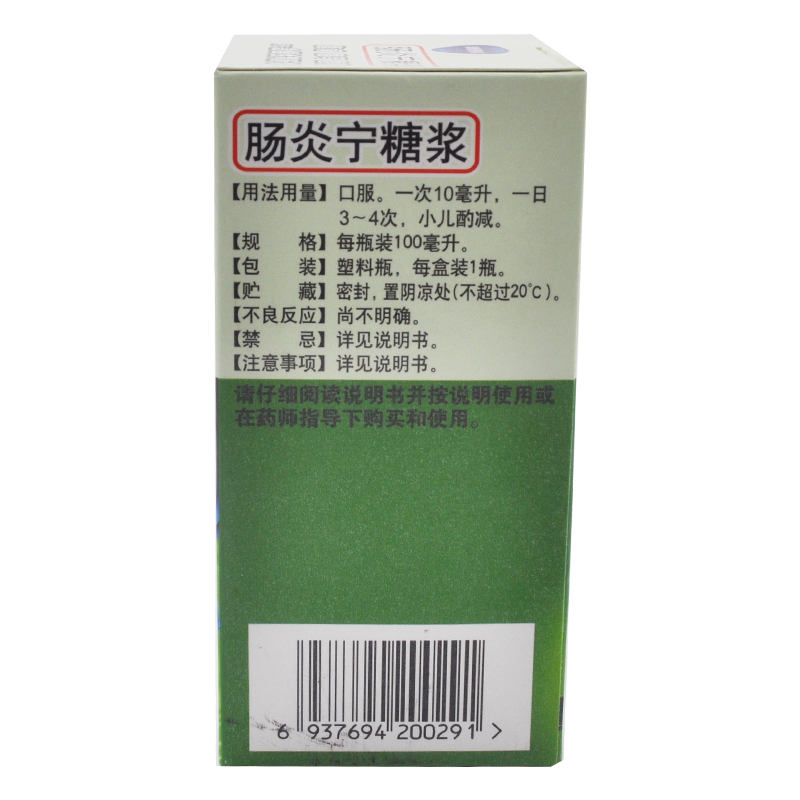 肠炎宁糖浆
【用法用量】口服。一次10毫升，一日
3～4次，小儿酌减。
【规　　格】每瓶装100毫升。
【包　　装】塑料瓶，每盒装1瓶。
【贮　　藏】密封，置阴凉处(不超过20℃)。
【不良反应】尚不明确。
【禁　　忌】详见说明书。
【注意事项】详见说明书。
请仔细阅读说明书并按说明使用或
在药师指导下购买和使用。
6 937694 200291 >